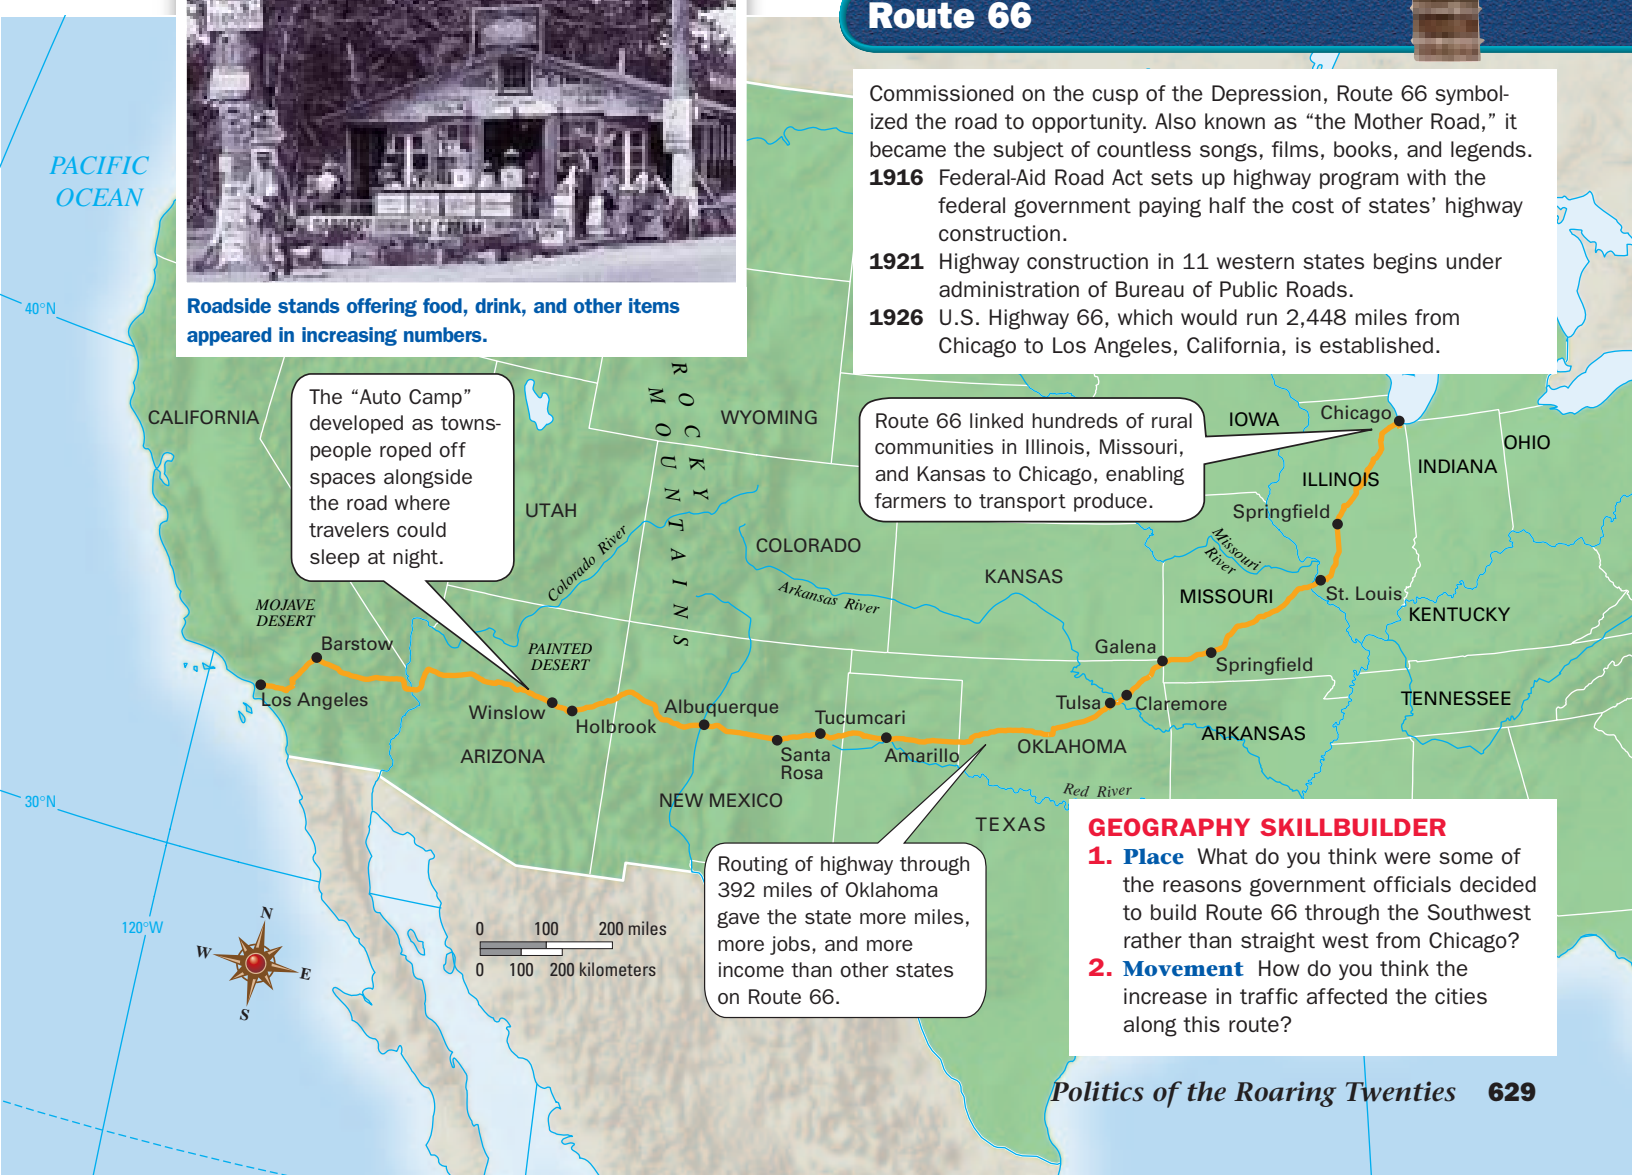 Route 66
Commissioned on the cusp of the Depression, Route 66 symbol-
ized the road to opportunity. Also known as “the Mother Road,” it
became the subject of countless songs, films, books, and legends.
1916 Federal-Aid Road Act sets up highway program with the
federal government paying half the cost of states’ highway
construction.
1921 Highway construction in 11 western states begins under
administration of Bureau of Public Roads.
1926 U.S. Highway 66, which would run 2,448 miles from
Chicago to Los Angeles, California, is established.
ICE CREAM
Roadside stands offering food, drink, and other items
appeared in increasing numbers.
PACIFIC
OCEAN
40°N
30°N
120°W
The “Auto Camp”
developed as towns-
people roped off
spaces alongside
the road where
travelers could
sleep at night.
Route 66 linked hundreds of rural
communities in Illinois, Missouri,
and Kansas to Chicago, enabling
farmers to transport produce.
Routing of highway through
392 miles of Oklahoma
gave the state more miles,
more jobs, and more
income than other states
on Route 66.
CALIFORNIA
UTAH
WYOMING
ROCKY
MOUNTAINS
COLORADO
KANSAS
IOWA
ILLINOIS
INDIANA
OHIO
MISSOURI
KENTUCKY
TENNESSEE
ARKANSAS
OKLAHOMA
TEXAS
NEW MEXICO
ARIZONA
MOJAVE
DESERT
PAINTED
DESERT
Colorado River
Arkansas River
Missouri
River
Red River
Chicago
Springfield
St. Louis
Springfield
Galena
Claremore
Tulsa
Amarillo
Tucumcari
Santa
Rosa
Albuquerque
Holbrook
Winslow
Barstow
Los Angeles
N
W
E
S
0 100 200 miles
0 100 200 kilometers
GEOGRAPHY SKILLBUILDER
1. Place What do you think were some of
the reasons government officials decided
to build Route 66 through the Southwest
rather than straight west from Chicago?
2. Movement How do you think the
increase in traffic affected the cities
along this route?
Politics of the Roaring Twenties 629